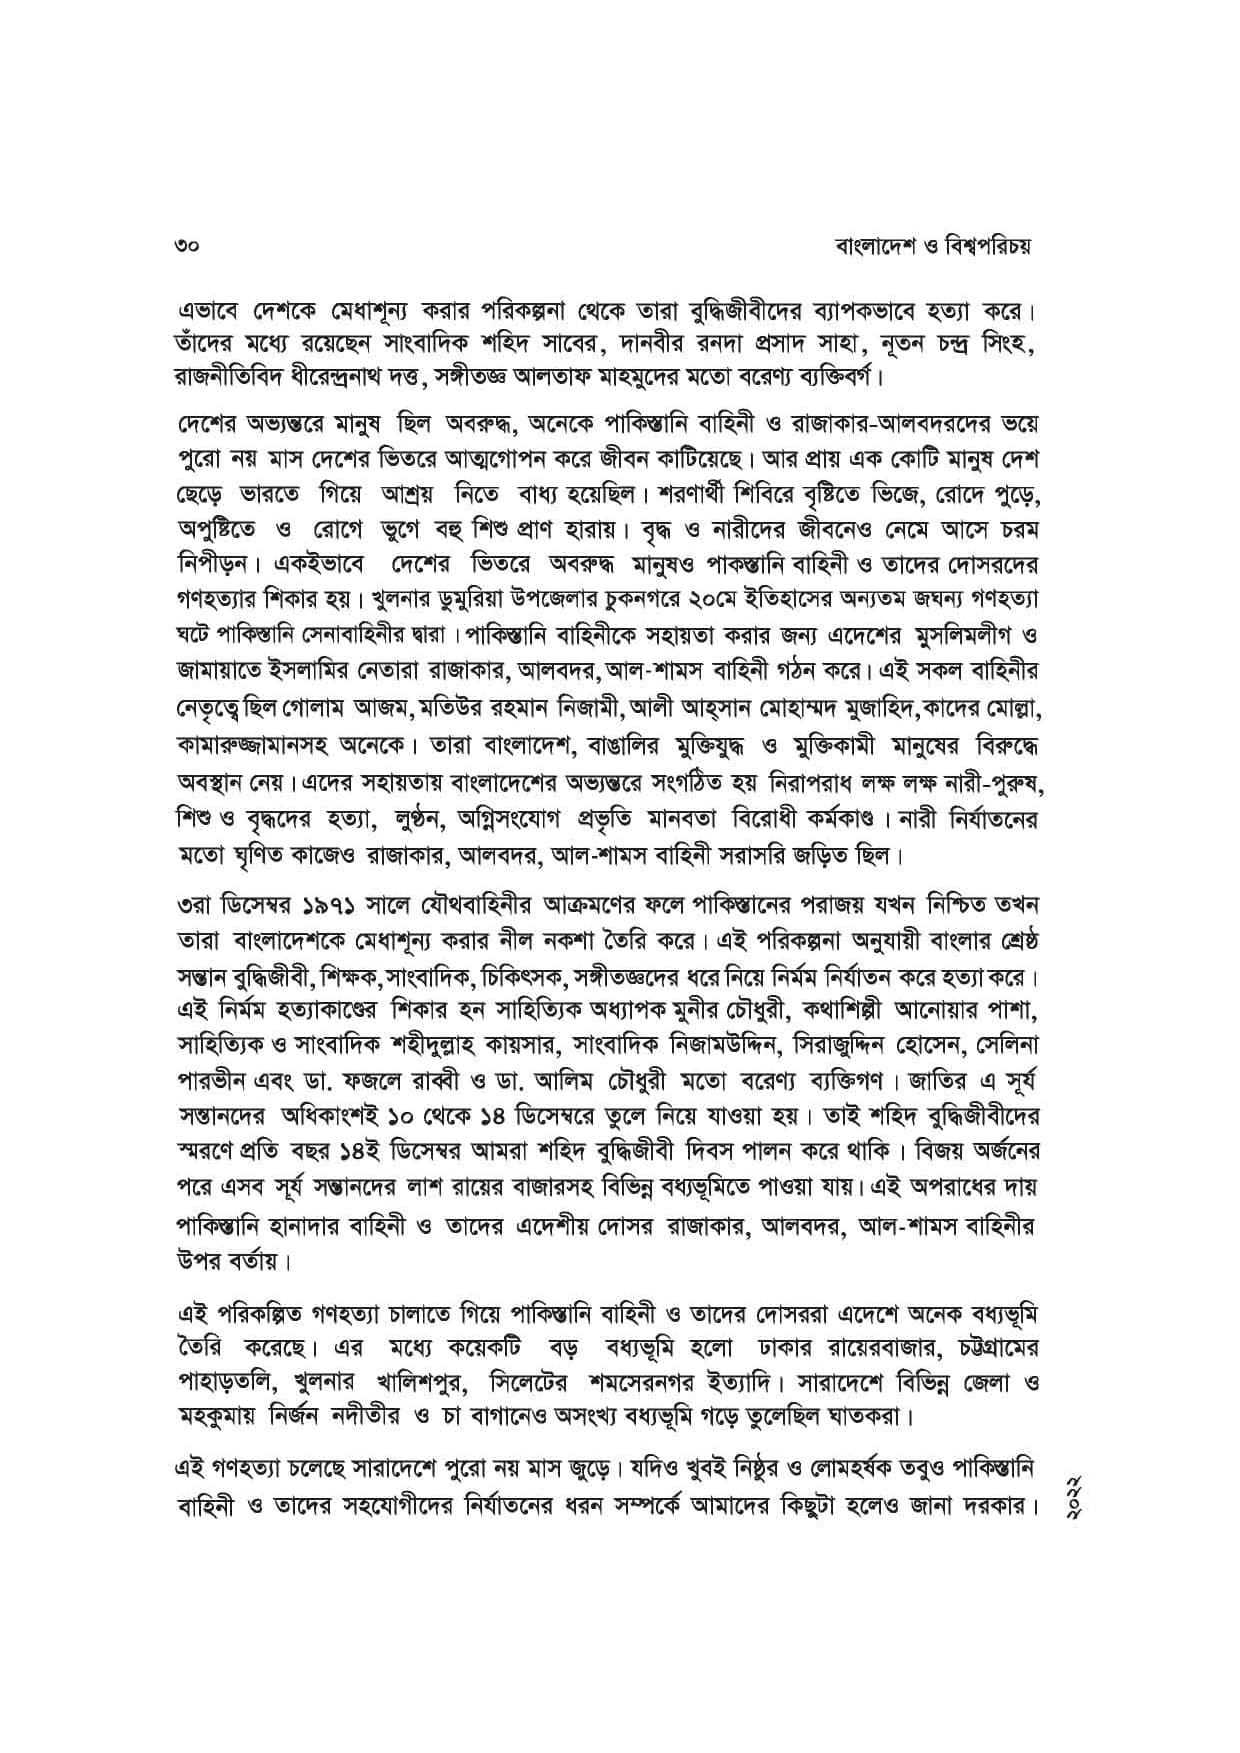 ৩০
বাংলাদেশ ও বিশ্বপরিচয়
এভাবে দেশকে মেধাশূন্য করার পরিকল্পনা থেকে তারা বুদ্ধিজীবীদের ব্যাপকভাবে হত্যা করে।
তাঁদের মধ্যে রয়েছেন সাংবাদিক শহিদ সাবের, দানবীর রনদা প্রসাদ সাহা, নূতন চন্দ্র সিংহ,
রাজনীতিবিদ ধীরেন্দ্রনাথ দত্ত, সঙ্গীতজ্ঞ আলতাফ মাহমুদের মতো বরেণ্য ব্যক্তিবর্গ।
দেশের অভ্যন্তরে মানুষ ছিল অবরুদ্ধ, অনেকে পাকিস্তানি বাহিনী ও রাজাকার-আলবদরদের ভয়ে
পুরো নয় মাস দেশের ভিতরে আত্মগোপন করে জীবন কাটিয়েছে। আর প্রায় এক কোটি মানুষ দেশ
ছেড়ে ভারতে গিয়ে আশ্রয় নিতে বাধ্য হয়েছিল। শরণার্থী শিবিরে বৃষ্টিতে ভিজে, রোদে পুড়ে,
অপুষ্টিতে ও রোগে ভুগে বহু শিশু প্রাণ হারায়। বৃদ্ধ ও নারীদের জীবনেও নেমে আসে চরম
নিপীড়ন। একইভাবে দেশের ভিতরে অবরুদ্ধ মানুষও পাকস্তানি বাহিনী ও তাদের দোসরদের
গণহত্যার শিকার হয়। খুলনার ডুমুরিয়া উপজেলার চুকনগরে ২০মে ইতিহাসের অন্যতম জঘন্য গণহত্যা
ঘটে পাকিস্তানি সেনাবাহিনীর দ্বারা। পাকিস্তানি বাহিনীকে সহায়তা করার জন্য এদেশের মুসলিমলীগ ও
জামায়াতে ইসলামির নেতারা রাজাকার, আলবদর, আল-শামস বাহিনী গঠন করে। এই সকল বাহিনীর
নেতৃত্বে ছিল গোলাম আজম, মতিউর রহমান নিজামী, আলী আহ্সান মোহাম্মদ মুজাহিদ, কাদের মোল্লা,
কামারুজ্জামানসহ অনেকে। তারা বাংলাদেশ, বাঙালির মুক্তিযুদ্ধ ও মুক্তিকামী মানুষের বিরুদ্ধে
অবস্থান নেয়। এদের সহায়তায় বাংলাদেশের অভ্যন্তরে সংগঠিত হয় নিরাপরাধ লক্ষ লক্ষ নারী-পুরুষ,
শিশু ও বৃদ্ধদের হত্যা, লুণ্ঠন, অগ্নিসংযোগ প্রভৃতি মানবতা বিরোধী কর্মকাণ্ড। নারী নির্যাতনের
মতো ঘৃণিত কাজেও রাজাকার, আলবদর, আল-শামস বাহিনী সরাসরি জড়িত ছিল।
৩রা ডিসেম্বর ১৯৭১ সালে যৌথবাহিনীর আক্রমণের ফলে পাকিস্তানের পরাজয় যখন নিশ্চিত তখন
তারা বাংলাদেশকে মেধাশূন্য করার নীল নকশা তৈরি করে। এই পরিকল্পনা অনুযায়ী বাংলার শ্রেষ্ঠ
সন্তান বুদ্ধিজীবী, শিক্ষক, সাংবাদিক, চিকিৎসক, সঙ্গীতজ্ঞদের ধরে নিয়ে নির্মম নির্যাতন করে হত্যা করে।
এই নির্মম হত্যাকাণ্ডের শিকার হন সাহিত্যিক অধ্যাপক মুনীর চৌধুরী, কথাশিল্পী আনোয়ার পাশা,
সাহিত্যিক ও সাংবাদিক শহীদুল্লাহ কায়সার, সাংবাদিক নিজামউদ্দিন, সিরাজুদ্দিন হোসেন, সেলিনা
পারভীন এবং ডা. ফজলে রাব্বী ও ডা. আলিম চৌধুরী মতো বরেণ্য ব্যক্তিগণ। জাতির এ সূর্য
সন্তানদের অধিকাংশই ১০ থেকে ১৪ ডিসেম্বরে তুলে নিয়ে যাওয়া হয়। তাই শহিদ বুদ্ধিজীবীদের
স্মরণে প্রতি বছর ১৪ই ডিসেম্বর আমরা শহিদ বুদ্ধিজীবী দিবস পালন করে থাকি। বিজয় অর্জনের
পরে এসব সূর্য সন্তানদের লাশ রায়ের বাজারসহ বিভিন্ন বধ্যভূমিতে পাওয়া যায়। এই অপরাধের দায়
পাকিস্তানি হানাদার বাহিনী ও তাদের এদেশীয় দোসর রাজাকার, আলবদর, আল-শামস বাহিনীর
উপর বর্তায়।
এই পরিকল্পিত গণহত্যা চালাতে গিয়ে পাকিস্তানি বাহিনী ও তাদের দোসররা এদেশে অনেক বধ্যভূমি
তৈরি করেছে। এর মধ্যে কয়েকটি বড় বধ্যভূমি হলো ঢাকার রায়েরবাজার, চট্টগ্রামের
পাহাড়তলি, খুলনার খালিশপুর, সিলেটের শমসেরনগর ইত্যাদি। সারাদেশে বিভিন্ন জেলা ও
মহকুমায় নির্জন নদীতীর ও চা বাগানেও অসংখ্য বধ্যভূমি গড়ে তুলেছিল ঘাতকরা।
এই গণহত্যা চলেছে সারাদেশে পুরো নয় মাস জুড়ে। যদিও খুবই নিষ্ঠুর ও লোমহর্ষক তবুও পাকিস্তানি
বাহিনী ও তাদের সহযোগীদের নির্যাতনের ধরন সম্পর্কে আমাদের কিছুটা হলেও জানা দরকার।
২০২২